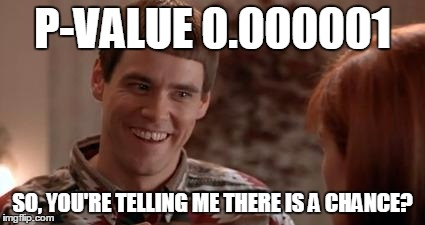 P-VALUE 0.000001
SO, YOU'RE TELLING ME THERE IS A CHANCE?
imgflip.com